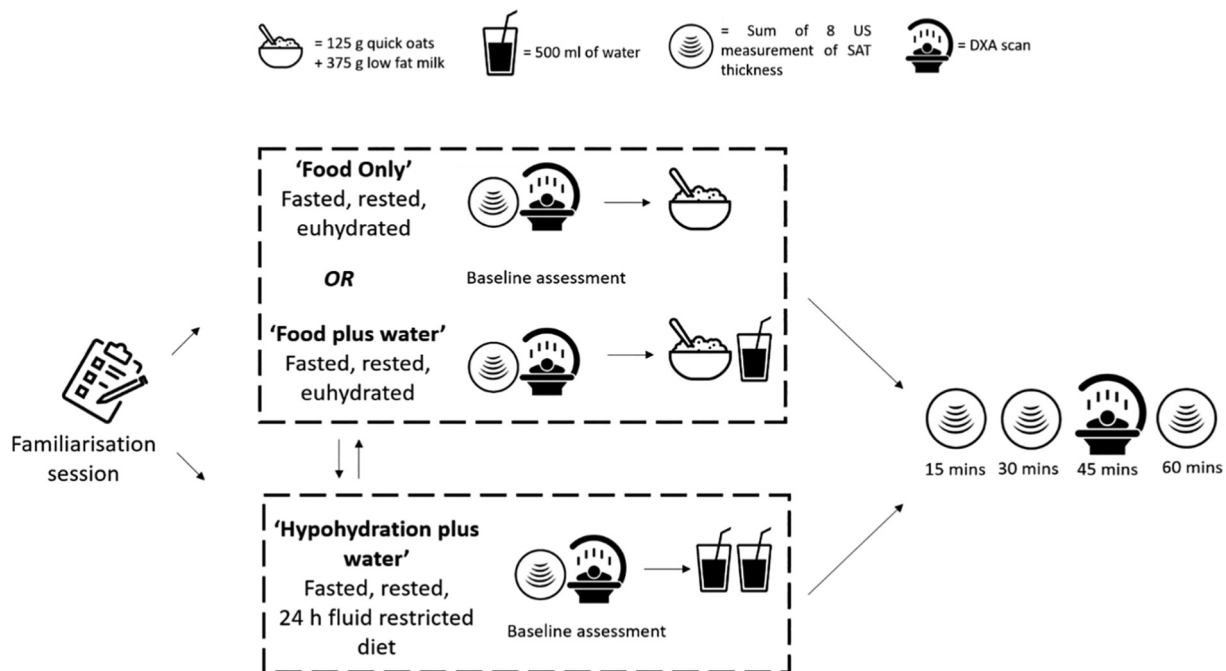 = 125 g quick oats
+ 375 g low fat milk
= 500 ml of water
= Sum of 8 US
measurement of SAT
thickness
= DXA scan
‘Food Only’
Fasted, rested,
euhydrated
OR
Baseline assessment
‘Food plus water’
Fasted, rested,
euhydrated
Familiarisation
session
‘Hypohydration plus
water’
Fasted, rested,
24 h fluid restricted
diet
Baseline assessment
15 mins
30 mins
45 mins
60 mins